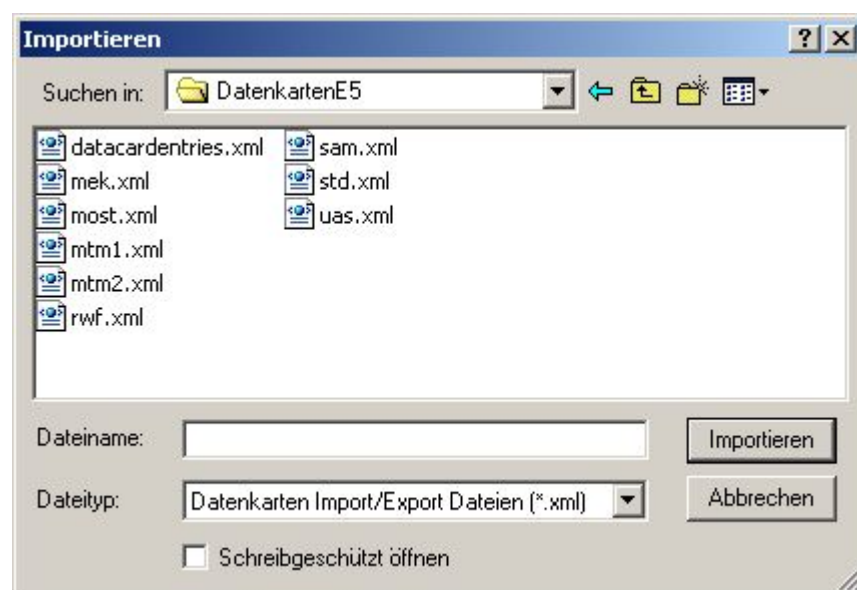 Importieren
Suchen in: DatenkartenE5
datacardentries.xml
mek.xml
most.xml
mtm1.xml
mtm2.xml
rwf.xml
sam.xml
std.xml
uas.xml
Dateiname:
Importieren
Dateityp: Datenkarten Import/Export Dateien (*.xml)
Abbrechen
Schreibgeschützt öffnen